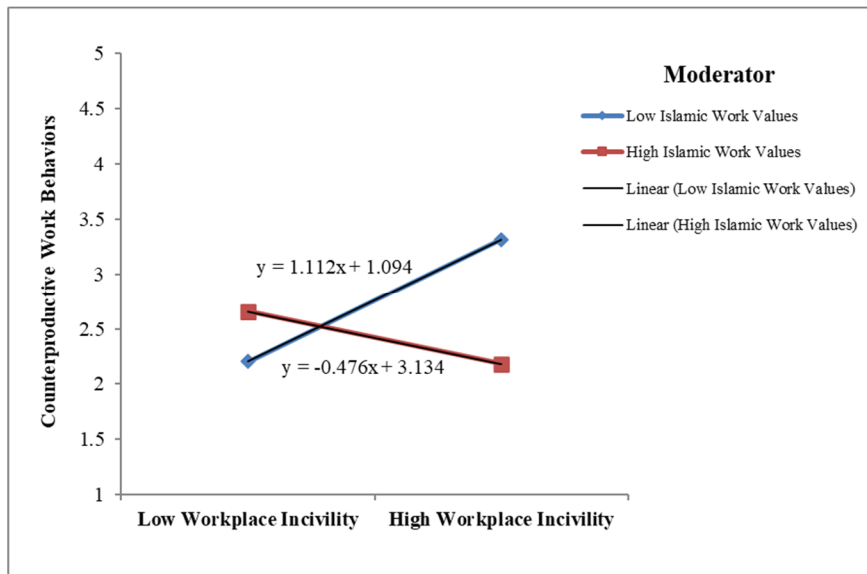 Counterproductive Work Behaviors
5
4.5
4
3.5
3
2.5
2
1.5
1
y = 1.112x + 1.094
y = -0.476x + 3.134
Low Workplace Incivility
High Workplace Incivility
Moderator
Low Islamic Work Values
High Islamic Work Values
Linear (Low Islamic Work Values)
Linear (High Islamic Work Values)